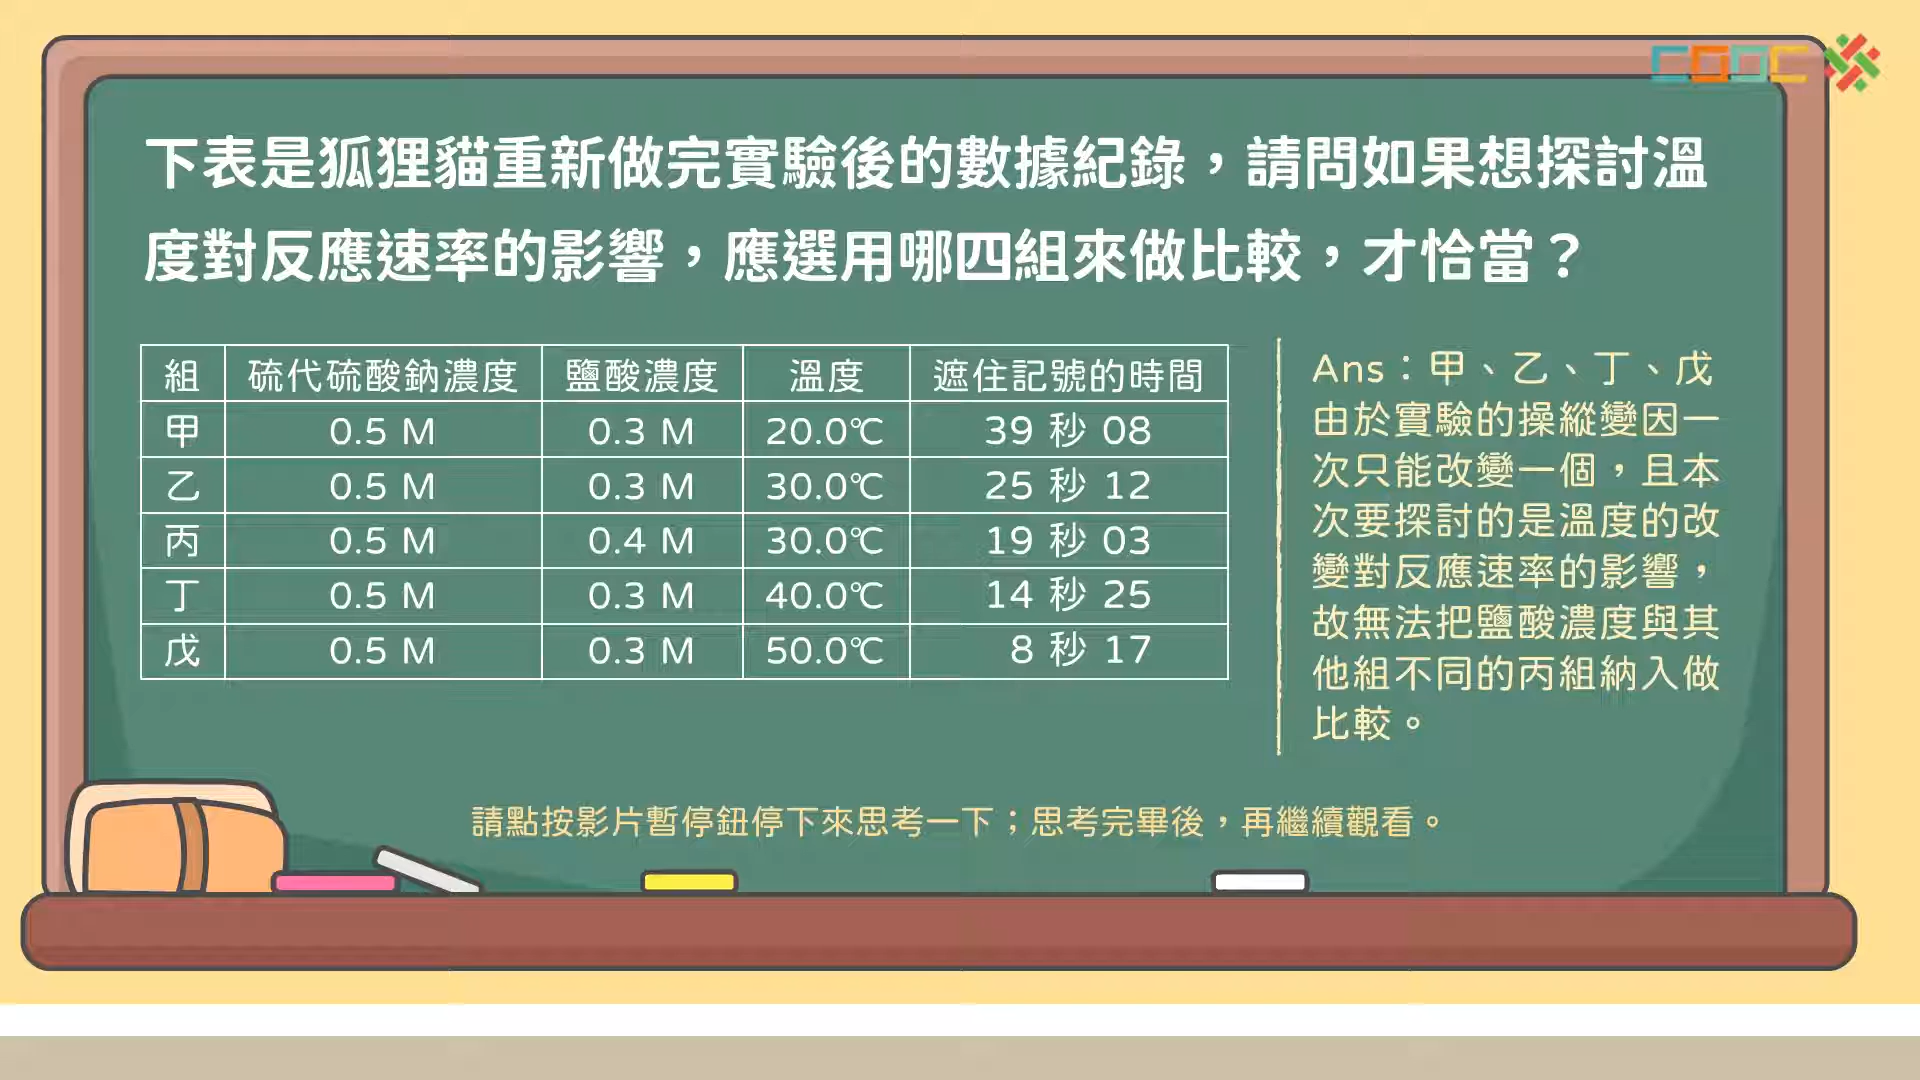 COOC
下表是狐狸貓重新做完實驗後的數據紀錄，請問如果想探討溫
度對反應速率的影響，應選用哪四組來做比較，才恰當？
組 硫代硫酸鈉濃度 鹽酸濃度 溫度 遮住記號的時間
甲 0.5 M 0.3 M 20.0℃ 39 秒 08
乙 0.5 M 0.3 M 30.0℃ 25 秒 12
丙 0.5 M 0.4 M 30.0℃ 19 秒 03
丁 0.5 M 0.3 M 40.0℃ 14 秒 25
戊 0.5 M 0.3 M 50.0℃ 8 秒 17
Ans：甲、乙、丁、戊
由於實驗的操縱變因一
次只能改變一個，且本
次要探討的是溫度的改
變對反應速率的影響，
故無法把鹽酸濃度與其
他組不同的丙組納入做
比較。
請點按影片暫停鈕停下來思考一下；思考完畢後，再繼續觀看。